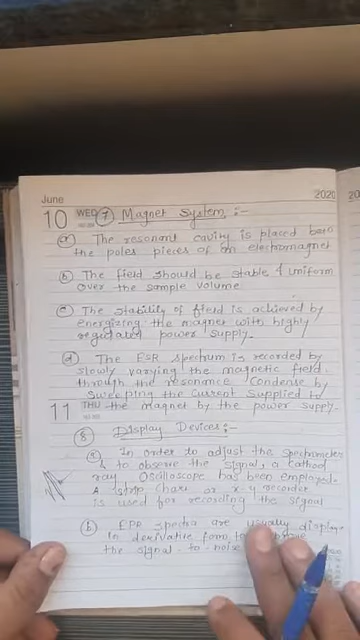 June 2020
10 WED 7 Magnet System :-
(a) The resonant cavity is placed betn
the poles pieces of an electromagnet
(b) The field should be stable & uniform
over the sample volume
(c) The stability of field is achieved by
energizing the magnet with highly
regulated power supply.
(d) The ESR spectrum is recorded by
slowly varying the magnetic field
through the resonance Condense by
Sweeping the Current Supplied to
11 THU the magnet by the power supply.
8 Display Devices :-
(a) In order to adjust the Spectrometer
& to observe the signal, a cathod
ray Oscilloscope has been employed.
A strip chare or x-y recorder
is used for recording the signal
(b) EPR spectra are usually display
in derivative form to
the signal-to-noise